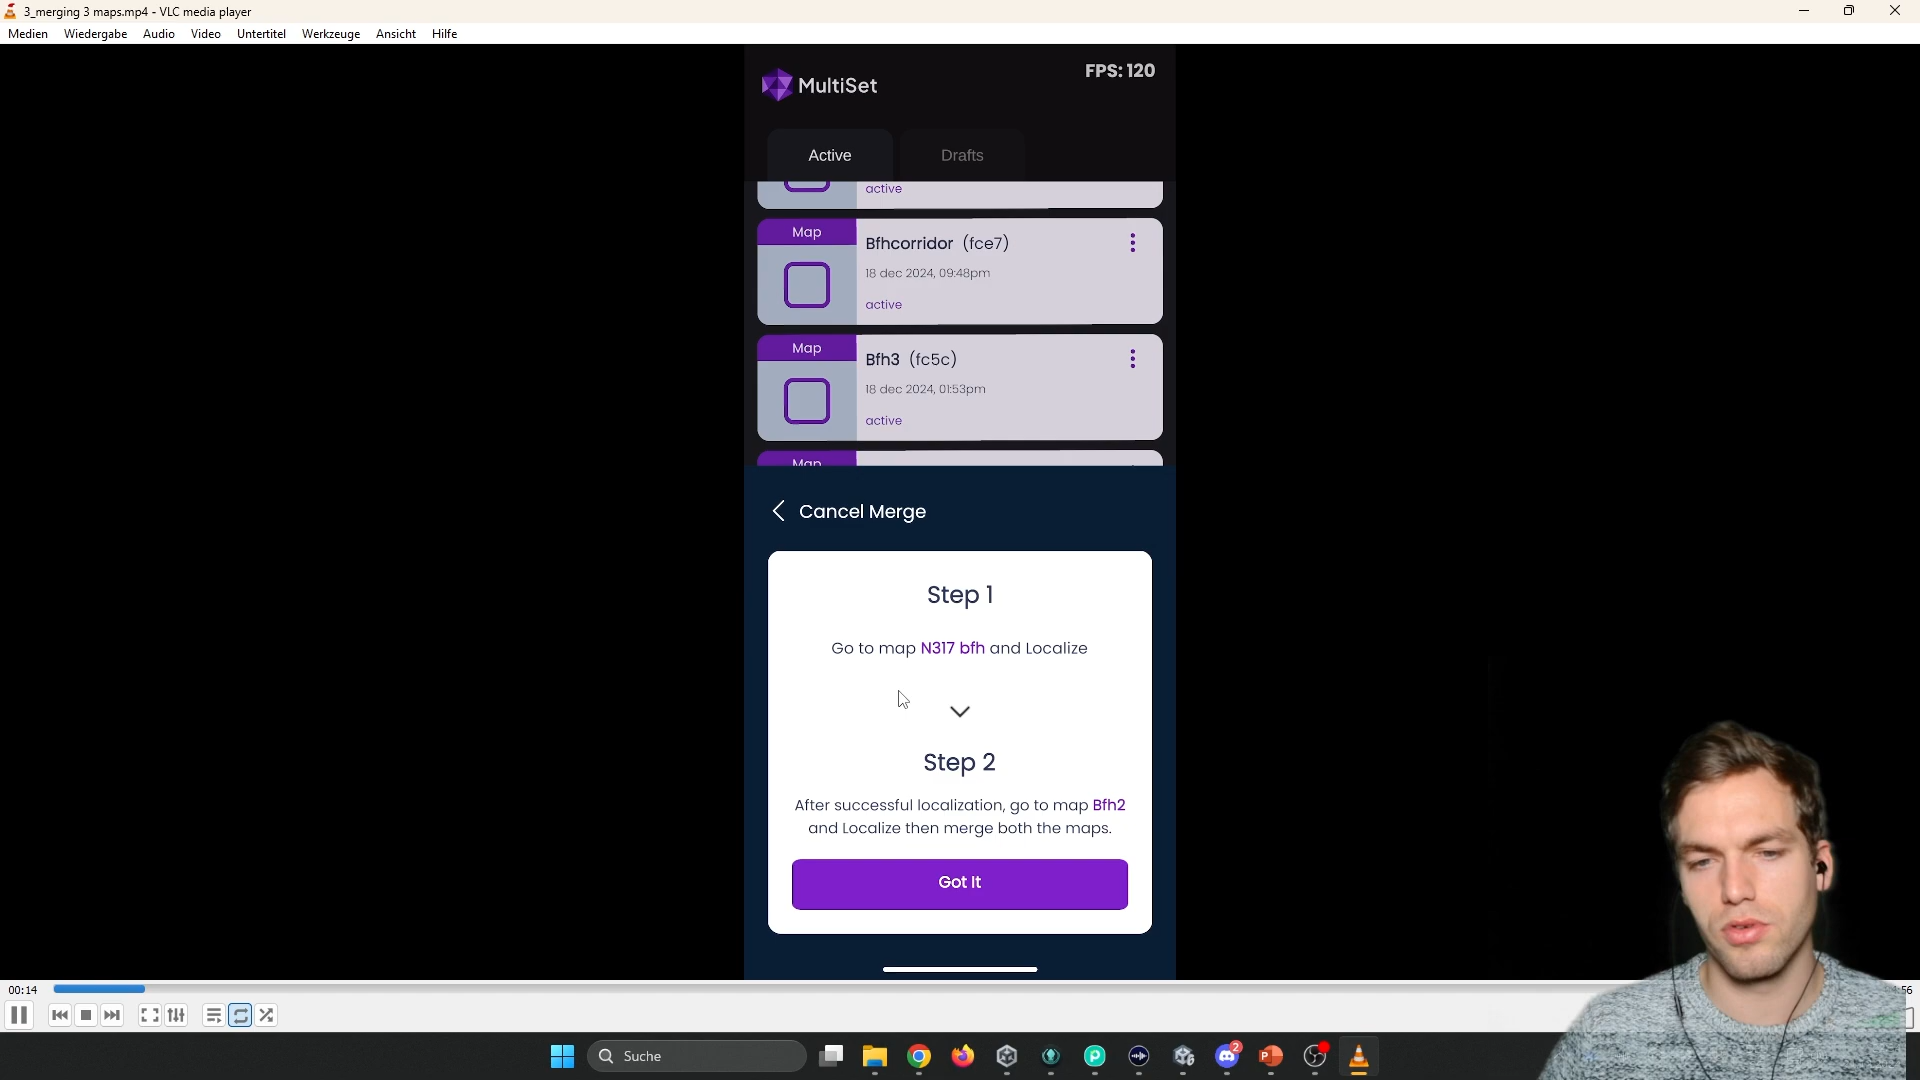 3_merging 3 maps.mp4 - VLC media player
Medien Wiedergabe Audio Video Untertitel Werkzeuge Ansicht Hilfe
MultiSet
FPS: 120
Active Drafts
active
Map
Bfhcorridor (fce7)
18 dec 2024, 09:48pm
active
Map
Bfh3 (fc5c)
18 dec 2024, 01:53pm
active
Map
Cancel Merge
Step 1
Go to map N317 bfh and Localize
Step 2
After successful localization, go to map Bfh2
and Localize then merge both the maps.
Got It
00:14
:56
Suche
2